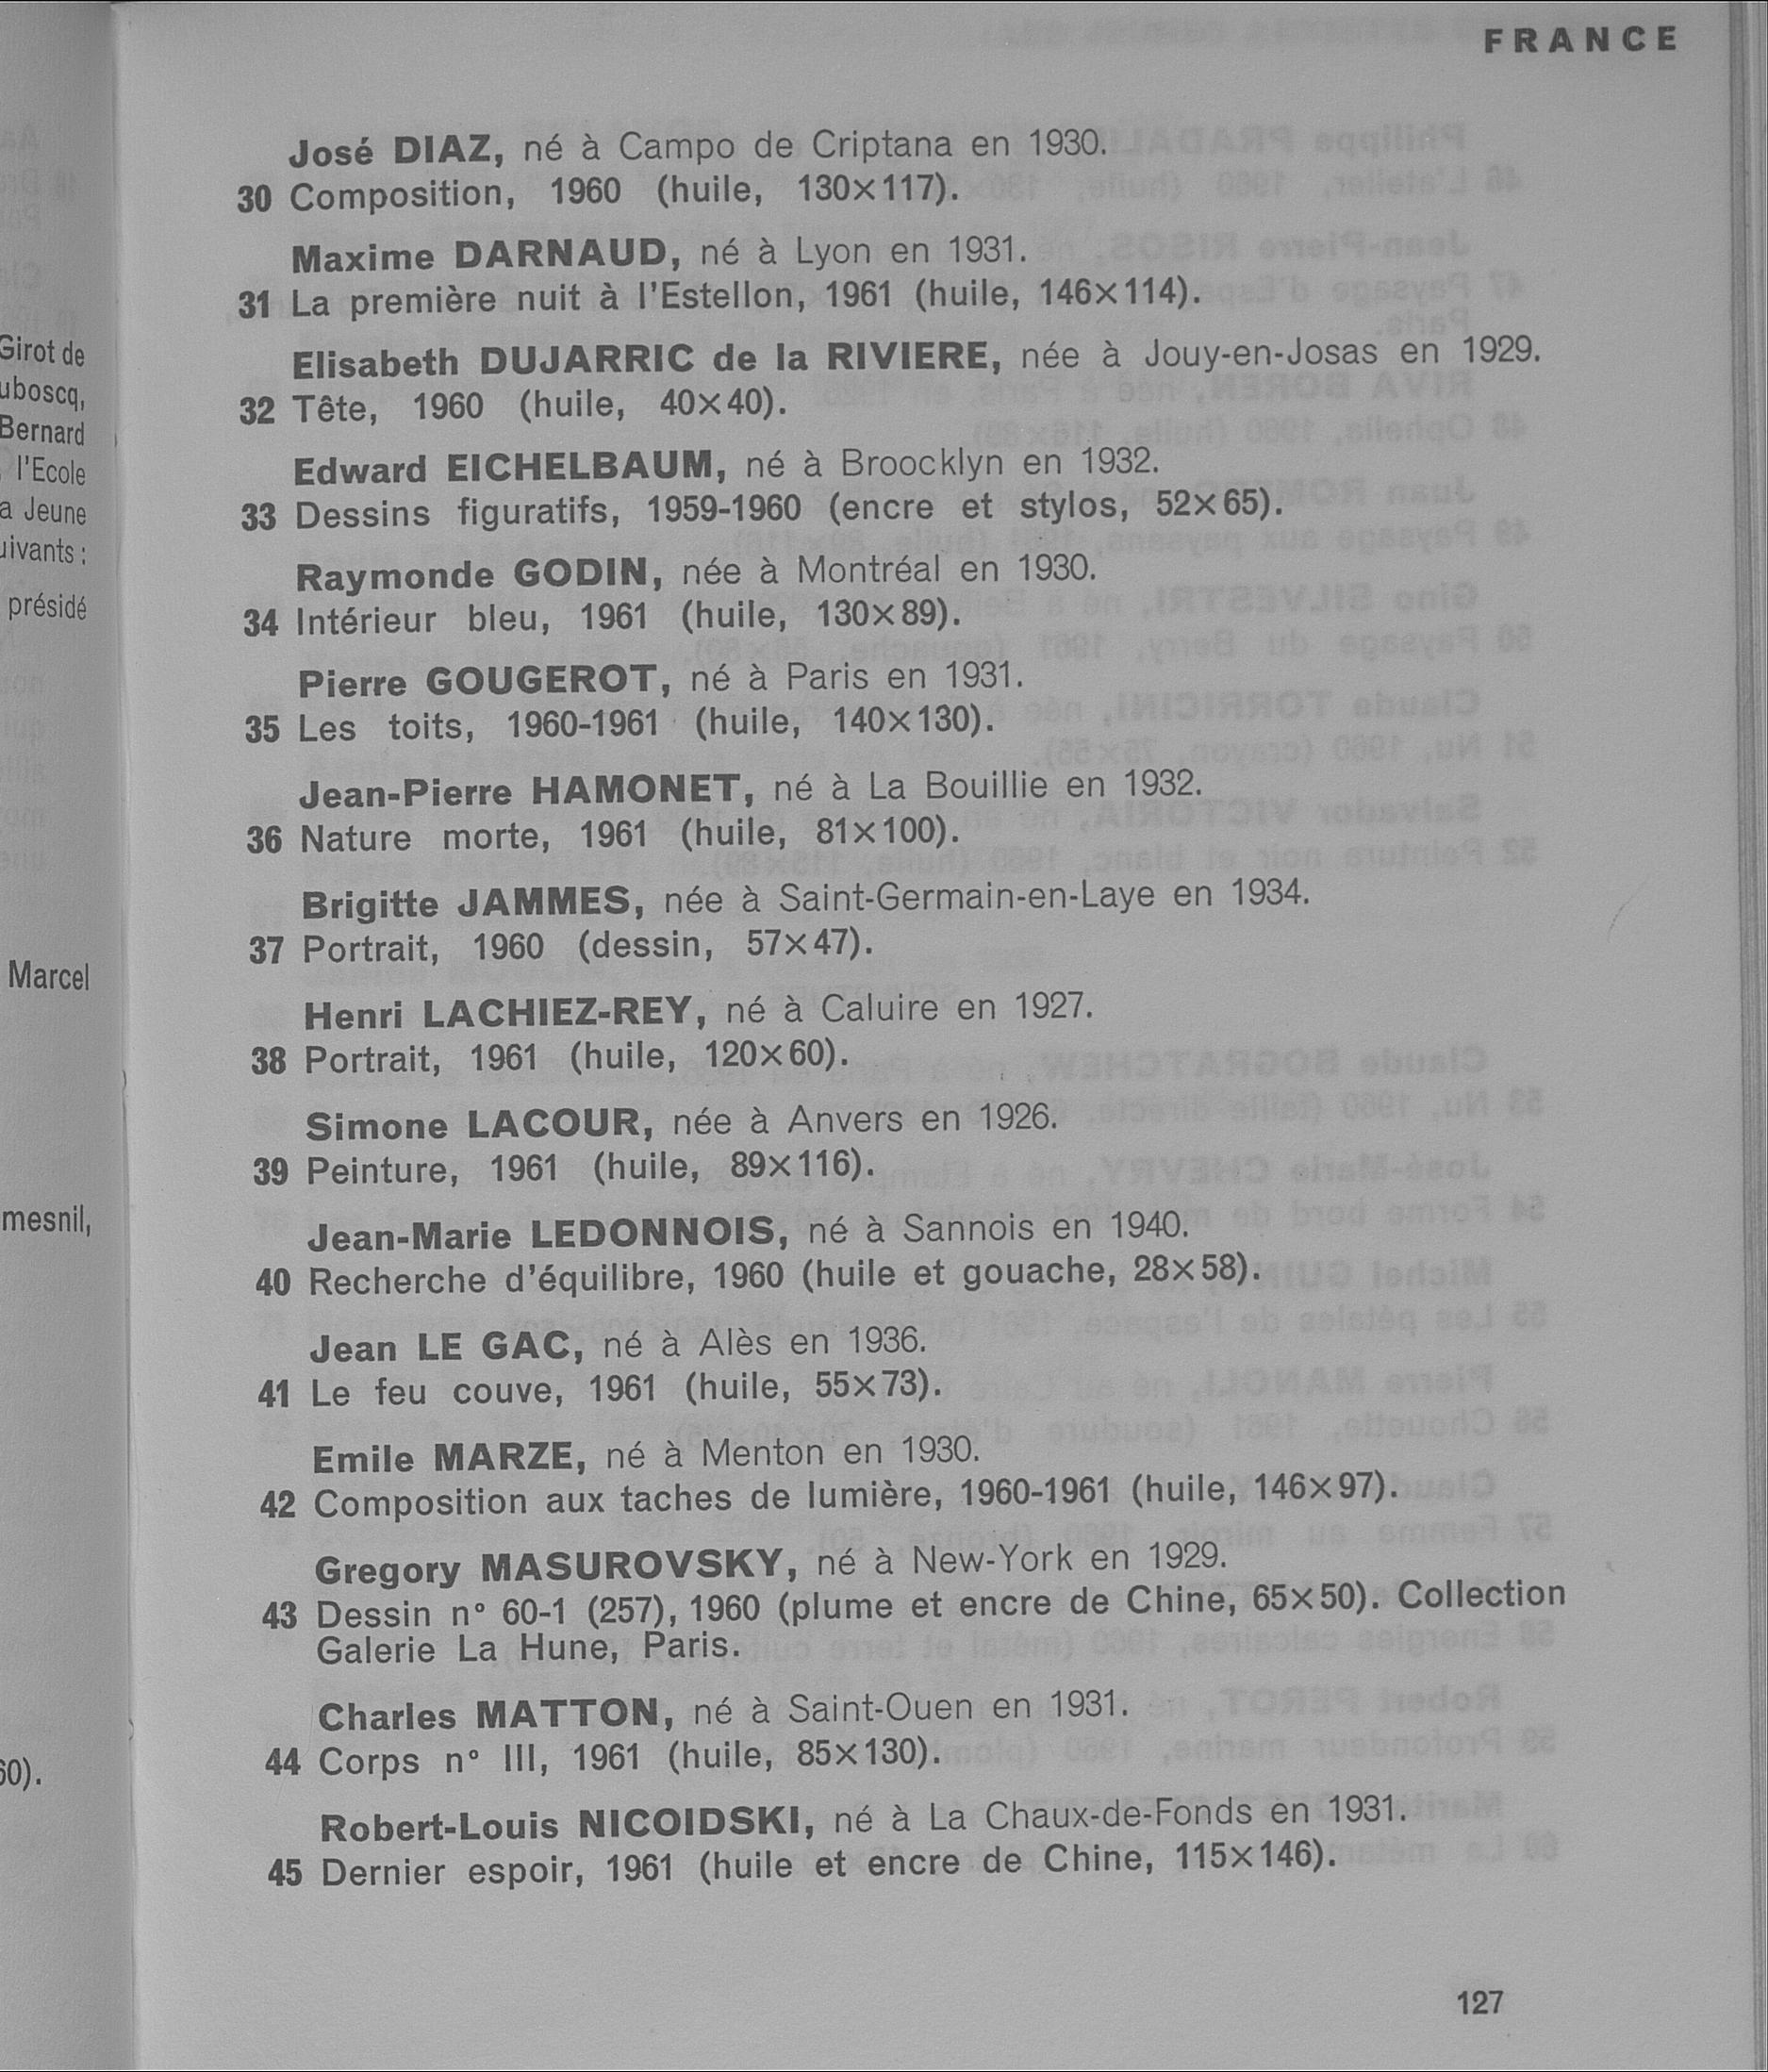 FRANCE
José DIAZ, né à Campo de Criptana en 1930.
30 Composition, 1960 (huile, 130×117).
Maxime DARNAUD, né à Lyon en 1931.
31 La première nuit à l'Estellon, 1961 (huile, 146×114).
Elisabeth DUJARRIC de la RIVIERE, née à Jouy-en-Josas en 1929.
32 Tête, 1960 (huile, 40×40).
Edward EICHELBAUM, né à Broocklyn en 1932.
33 Dessins figuratifs, 1959-1960 (encre et stylos, 52×65).
Raymonde GODIN, née à Montréal en 1930.
34 Intérieur bleu, 1961 (huile, 130×89).
Pierre GOUGEROT, né à Paris en 1931.
35 Les toits, 1960-1961 (huile, 140×130).
Jean-Pierre HAMONET, né à La Bouillie en 1932.
36 Nature morte, 1961 (huile, 81×100).
Brigitte JAMMES, née à Saint-Germain-en-Laye en 1934.
37 Portrait, 1960 (dessin, 57×47).
Henri LACHIEZ-REY, né à Caluire en 1927.
38 Portrait, 1961 (huile, 120×60).
Simone LACOUR, née à Anvers en 1926.
39 Peinture, 1961 (huile, 89×116).
Jean-Marie LEDONNOIS, né à Sannois en 1940.
40 Recherche d'équilibre, 1960 (huile et gouache, 28×58).
Jean LE GAC, né à Alès en 1936.
41 Le feu couve, 1961 (huile, 55×73).
Emile MARZE, né à Menton en 1930.
42 Composition aux taches de lumière, 1960-1961 (huile, 146×97).
Gregory MASUROVSKY, né à New-York en 1929.
43 Dessin n° 60-1 (257), 1960 (plume et encre de Chine, 65×50). Collection
Galerie La Hune, Paris.
Charles MATTON, né à Saint-Ouen en 1931.
44 Corps n° III, 1961 (huile, 85×130).
Robert-Louis NICOIDSKI, né à La Chaux-de-Fonds en 1931.
45 Dernier espoir, 1961 (huile et encre de Chine, 115×146).
127
Girot de
Bernard
l'Ecole
a Jeune
présidé
Marcel